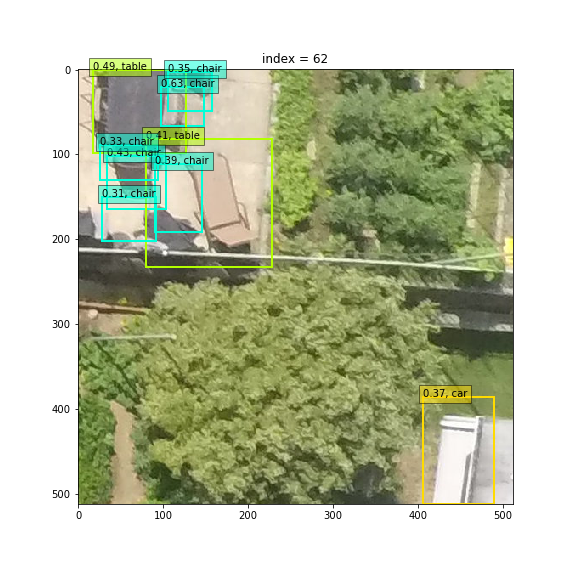 index = 62
0.49, table
0.35, chair
0.63, chair
0.41, table
0.33, chair
0.43, chair
0.39, chair
0.31, chair
0.37, car
0
100
200
300
400
500
0 100 200 300 400 500